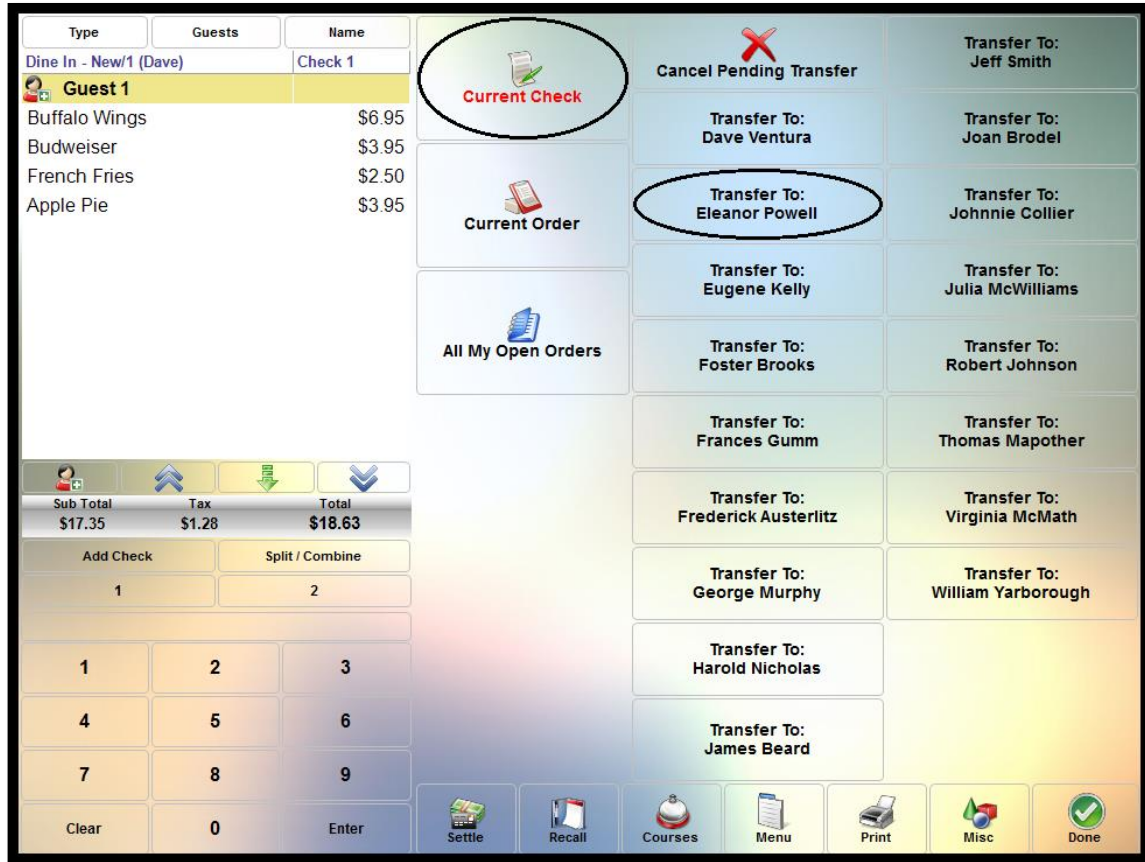 Type
Guests
Name
Dine In - New/1 (Dave)
Check 1
Guest 1
Buffalo Wings $6.95
Budweiser $3.95
French Fries $2.50
Apple Pie $3.95
Sub Total
Tax
Total
$17.35
$1.28
$18.63
Add Check
Split / Combine
1
2
1
2
3
4
5
6
7
8
9
Clear
0
Enter
Current Check
Current Order
All My Open Orders
Cancel Pending Transfer
Transfer To:
Dave Ventura
Transfer To:
Eleanor Powell
Transfer To:
Eugene Kelly
Transfer To:
Foster Brooks
Transfer To:
Frances Gumm
Transfer To:
Frederick Austerlitz
Transfer To:
George Murphy
Transfer To:
Harold Nicholas
Transfer To:
James Beard
Transfer To:
Jeff Smith
Transfer To:
Joan Brodel
Transfer To:
Johnnie Collier
Transfer To:
Julia McWilliams
Transfer To:
Robert Johnson
Transfer To:
Thomas Mapother
Transfer To:
Virginia McMath
Transfer To:
William Yarborough
Settle
Recall
Courses
Menu
Print
Misc
Done